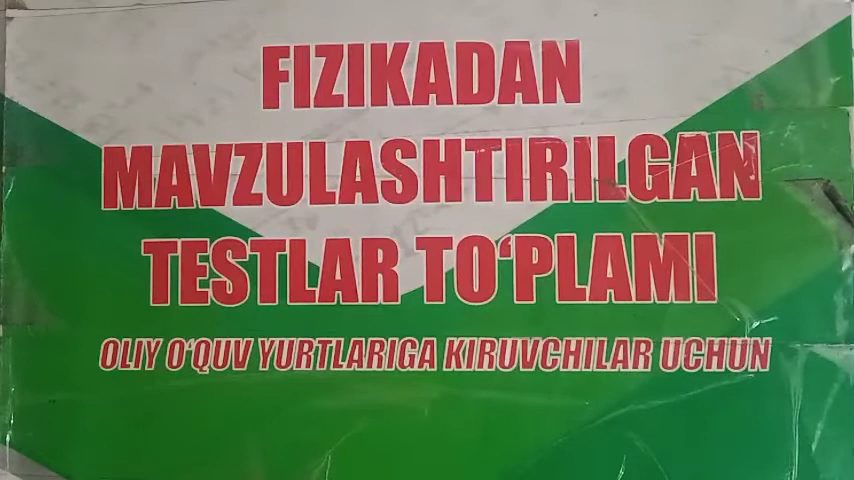 FIZIKADAN
MAVZULASHTIRILGAN
TESTLAR TO‘PLAMI
OLIY O‘QUV YURTLARIGA KIRUVCHILAR UCHUN